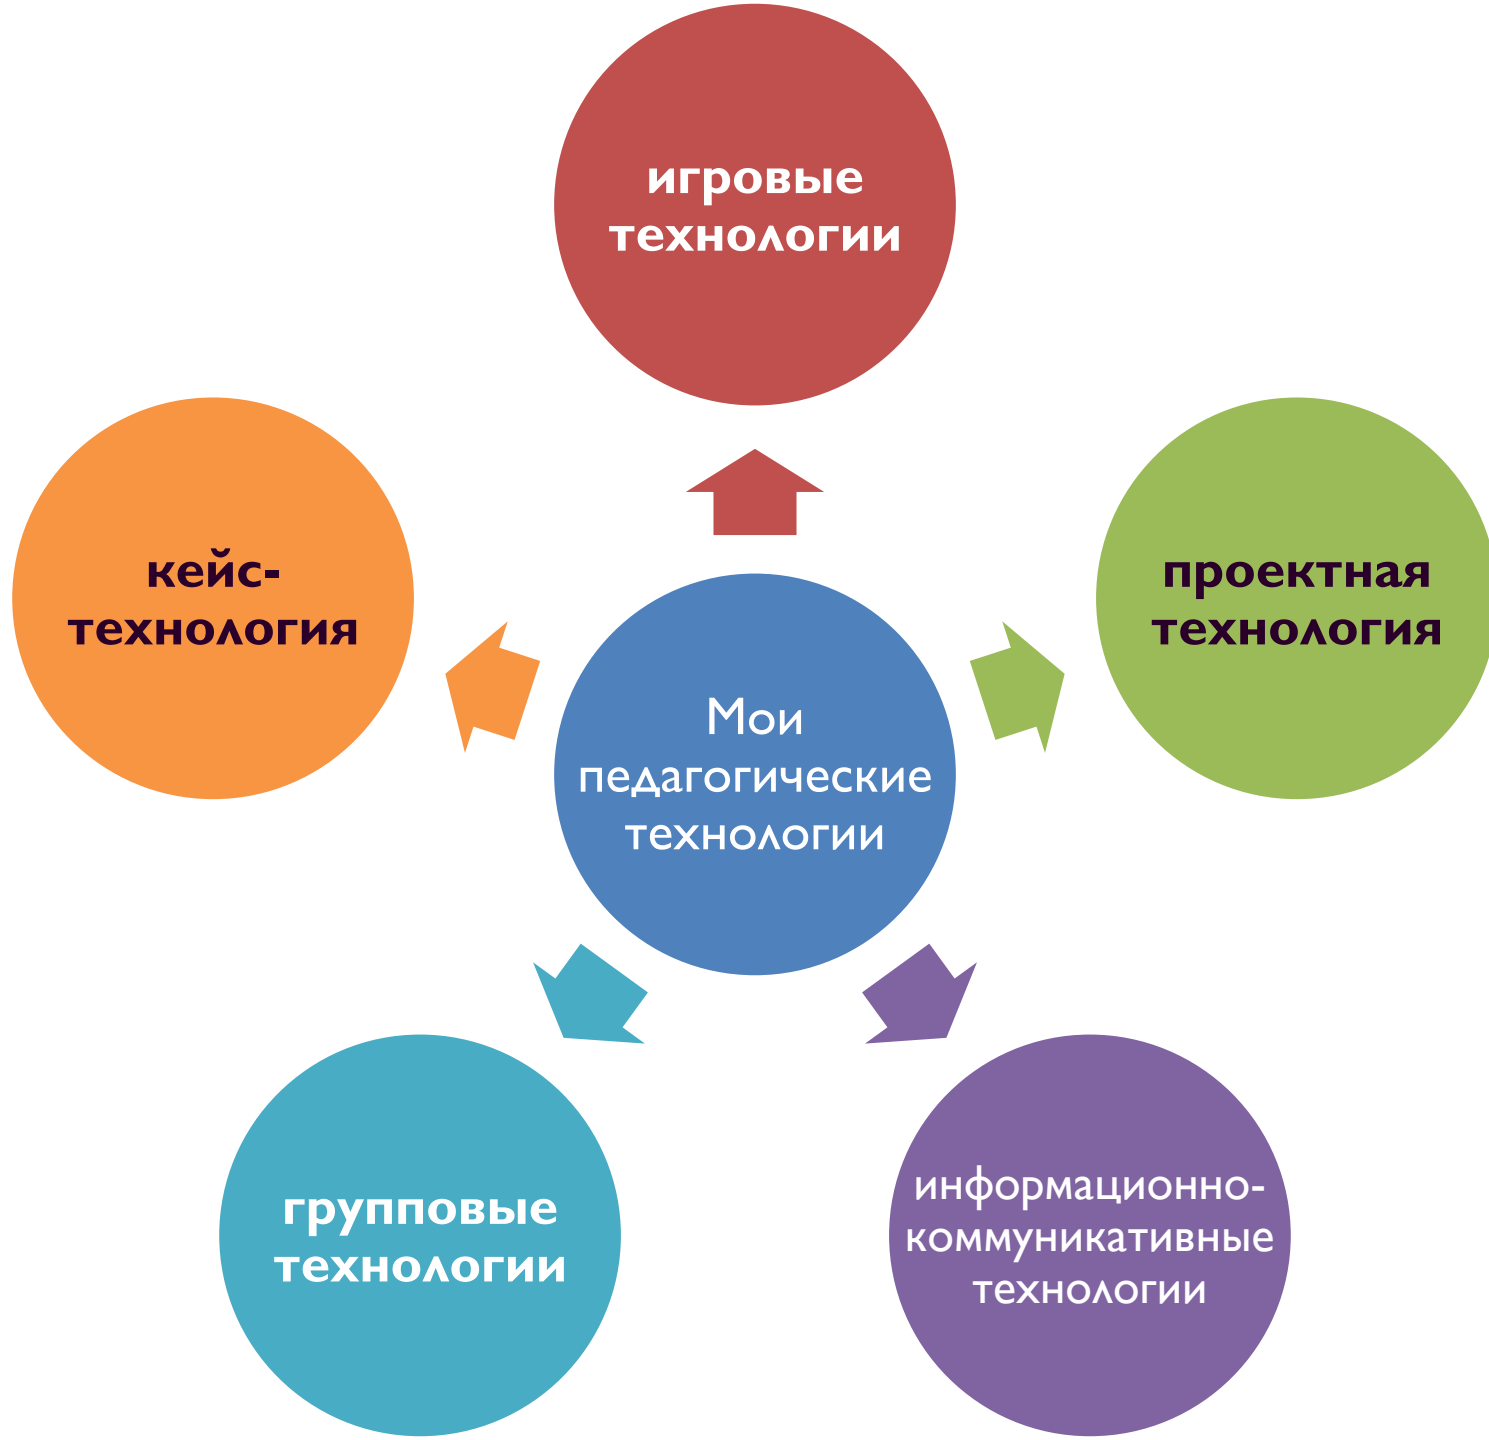 игровые
технологии
кейс-
технология
проектная
технология
Мои
педагогические
технологии
групповые
технологии
информационно-
коммуникативные
технологии